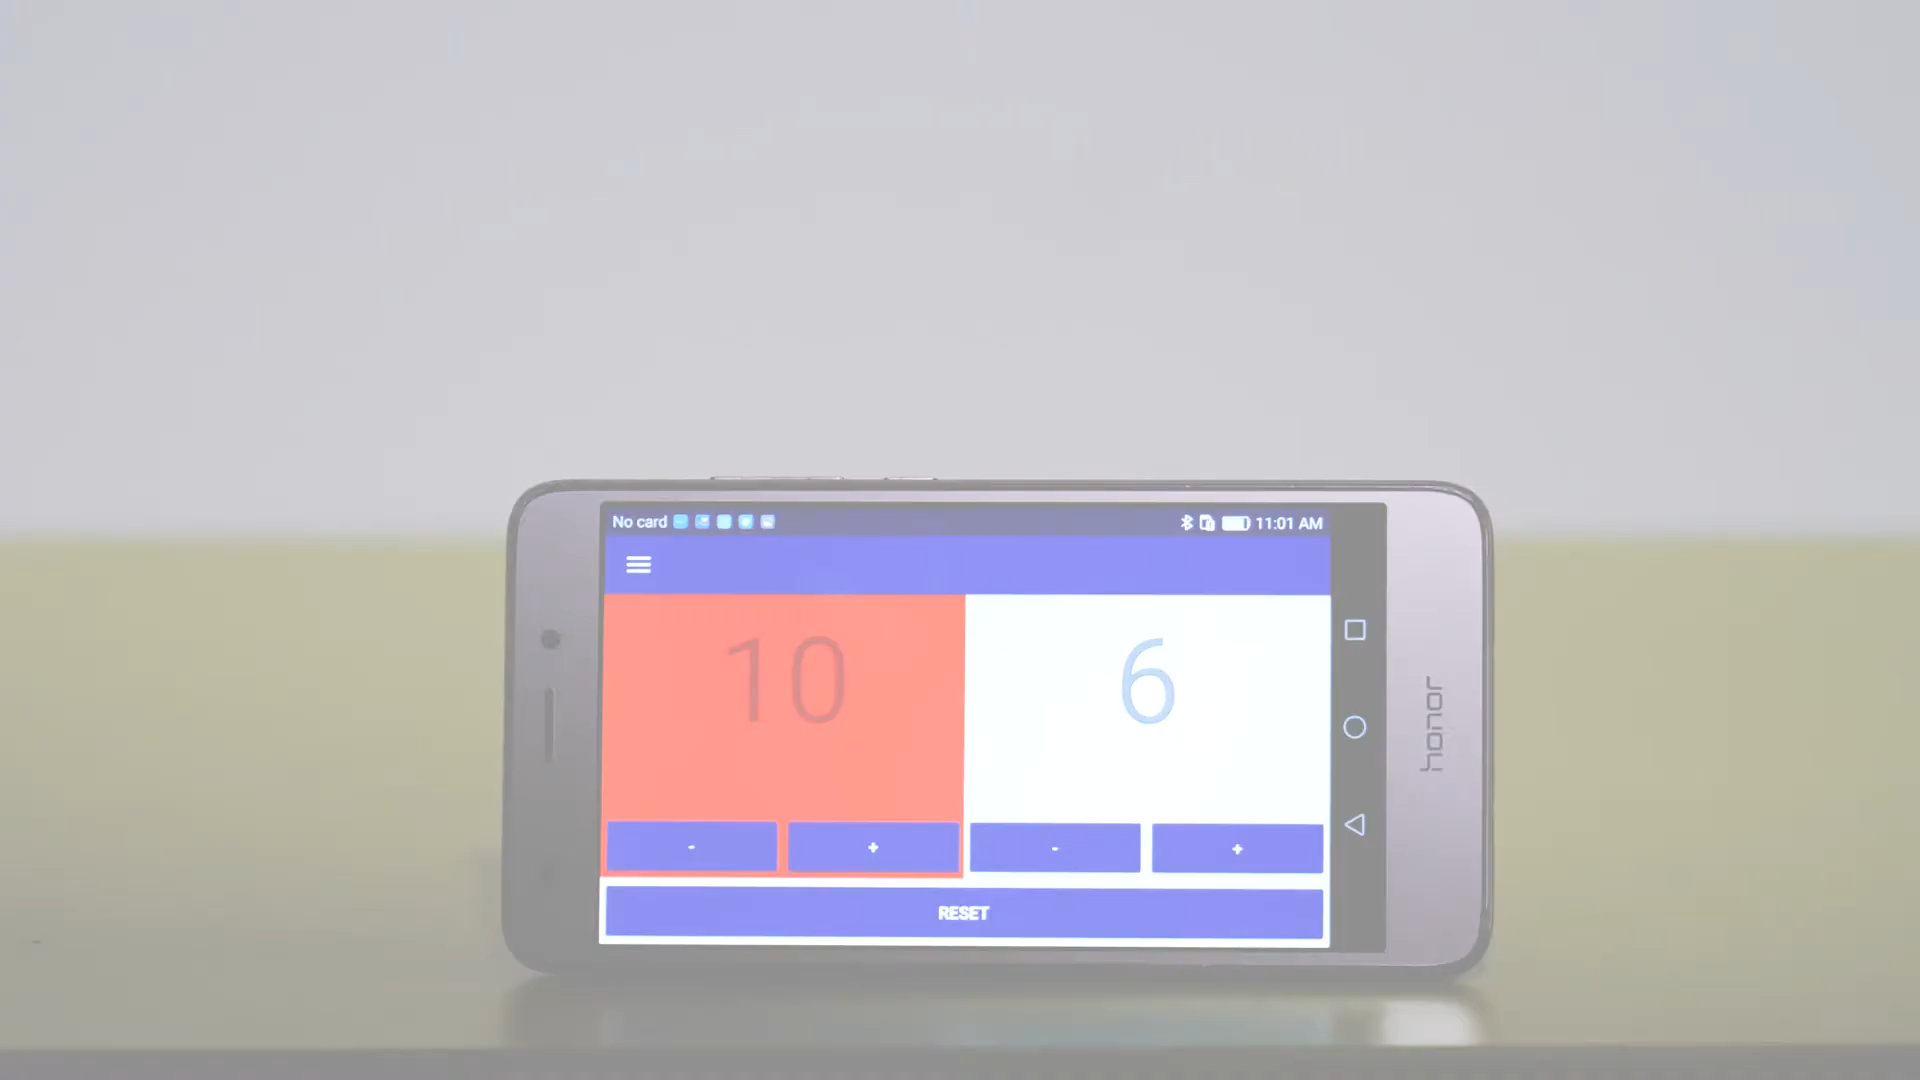 No card 11:01 AM
10 6
- + - +
RESET
honor